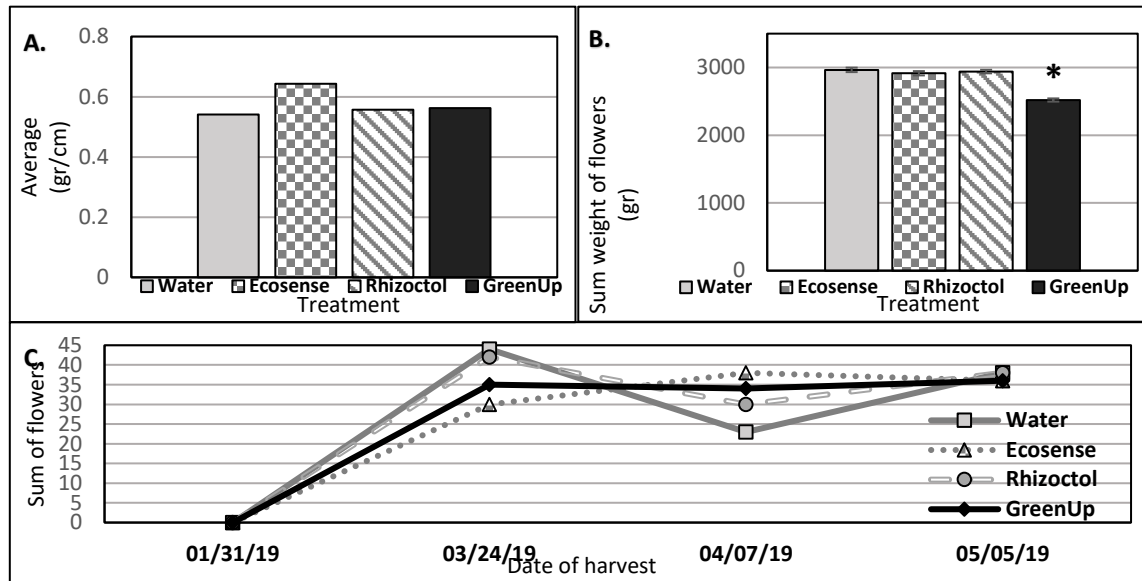 A.
Average
(gr/cm)
0.8
0.6
0.4
0.2
0
Water Ecosense Rhizoctol GreenUp
Treatment
B.
Sum weight of flowers
(gr)
3000
2000
1000
0
*
Water Ecosense Rhizoctol GreenUp
Treatment
C
Sum of flowers
45
40
35
30
25
20
15
10
5
0
Water
Ecosense
Rhizoctol
GreenUp
01/31/19 03/24/19 04/07/19 05/05/19
Date of harvest